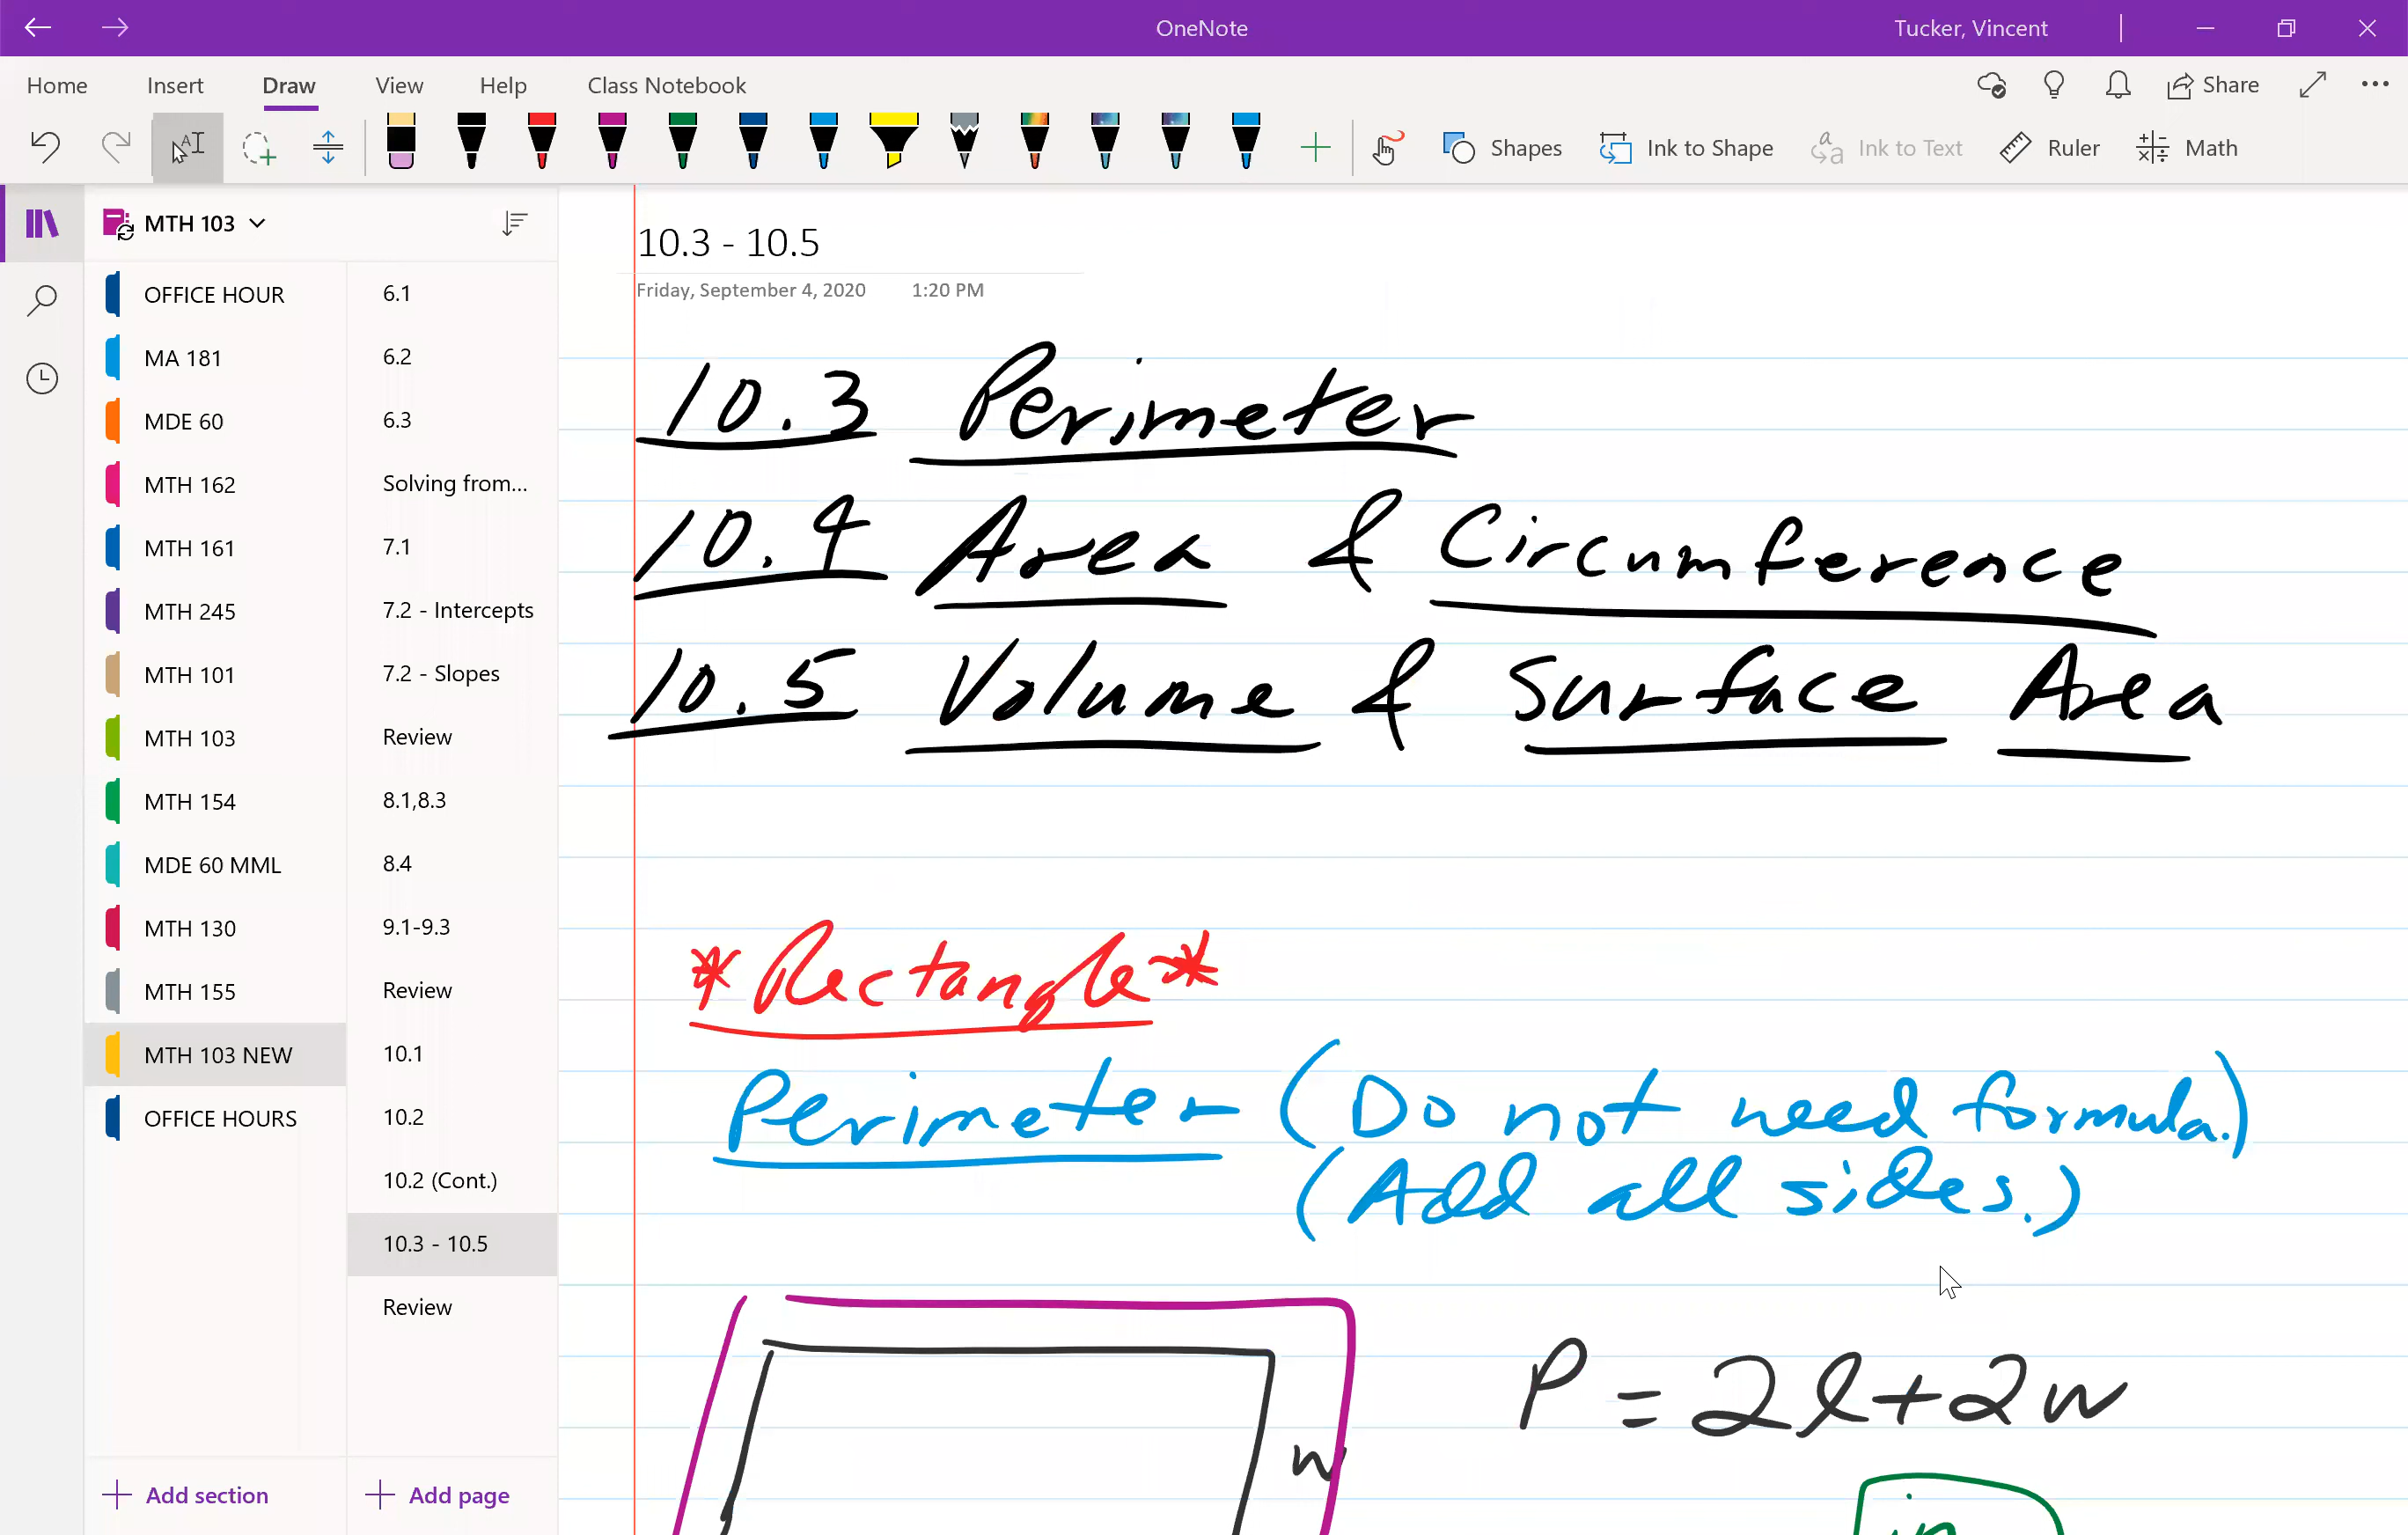 OneNote
Tucker, Vincent
Home Insert Draw View Help Class Notebook
Share
Shapes Ink to Shape Ink to Text Ruler Math
MTH 103
OFFICE HOUR
MA 181
MDE 60
MTH 162
MTH 161
MTH 245
MTH 101
MTH 103
MTH 154
MDE 60 MML
MTH 130
MTH 155
MTH 103 NEW
OFFICE HOURS
Add section
6.1
6.2
6.3
Solving from...
7.1
7.2 - Intercepts
7.2 - Slopes
Review
8.1,8.3
8.4
9.1-9.3
Review
10.1
10.2
10.2 (Cont.)
10.3 - 10.5
Review
Add page
10.3 - 10.5
Friday, September 4, 2020 1:20 PM
10.3 Perimeter
10.4 Area & Circumference
10.5 Volume & Surface Area
*Rectangle*
Perimeter - (Do not need formula.)
(Add all sides.)
P = 2l+2w
w
in